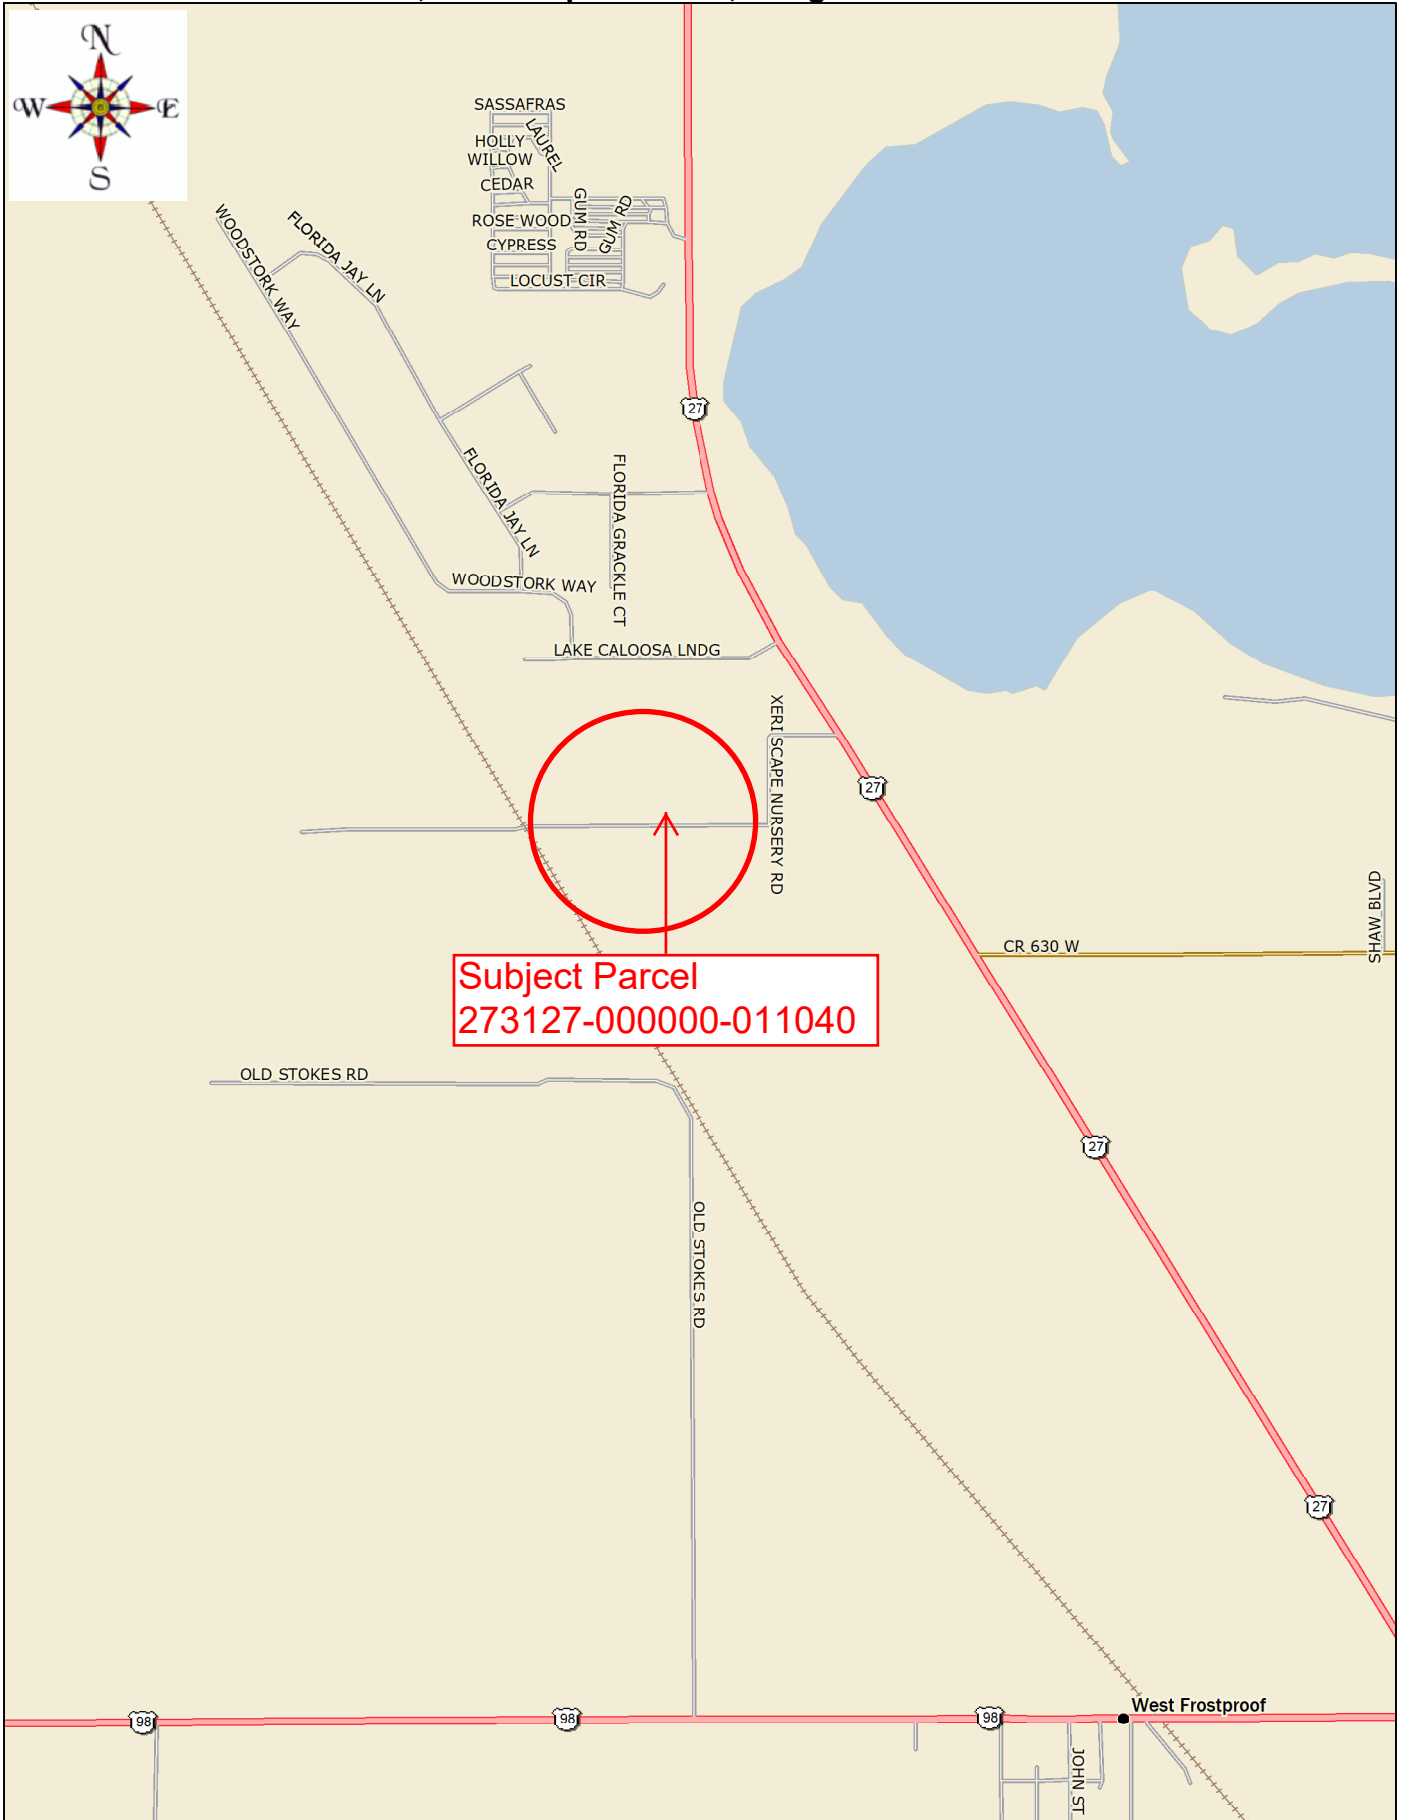 N
W
E
S
SASSAFRAS
LAUREL
HOLLY
WILLOW
CEDAR
GUM RD
GUM RD
ROSE WOOD
CYPRESS
LOCUST CIR
WOODSTORK WAY
FLORIDA JAY LN
27
FLORIDA JAY LN
FLORIDA GRACKLE CT
WOODSTORK WAY
LAKE CALOOSA LNDG
XERI SCAPE NURSERY RD
27
SHAW BLVD
CR 630 W
Subject Parcel
273127-000000-011040
OLD STOKES RD
27
OLD STOKES RD
27
West Frostproof
98
98
98
JOHN ST